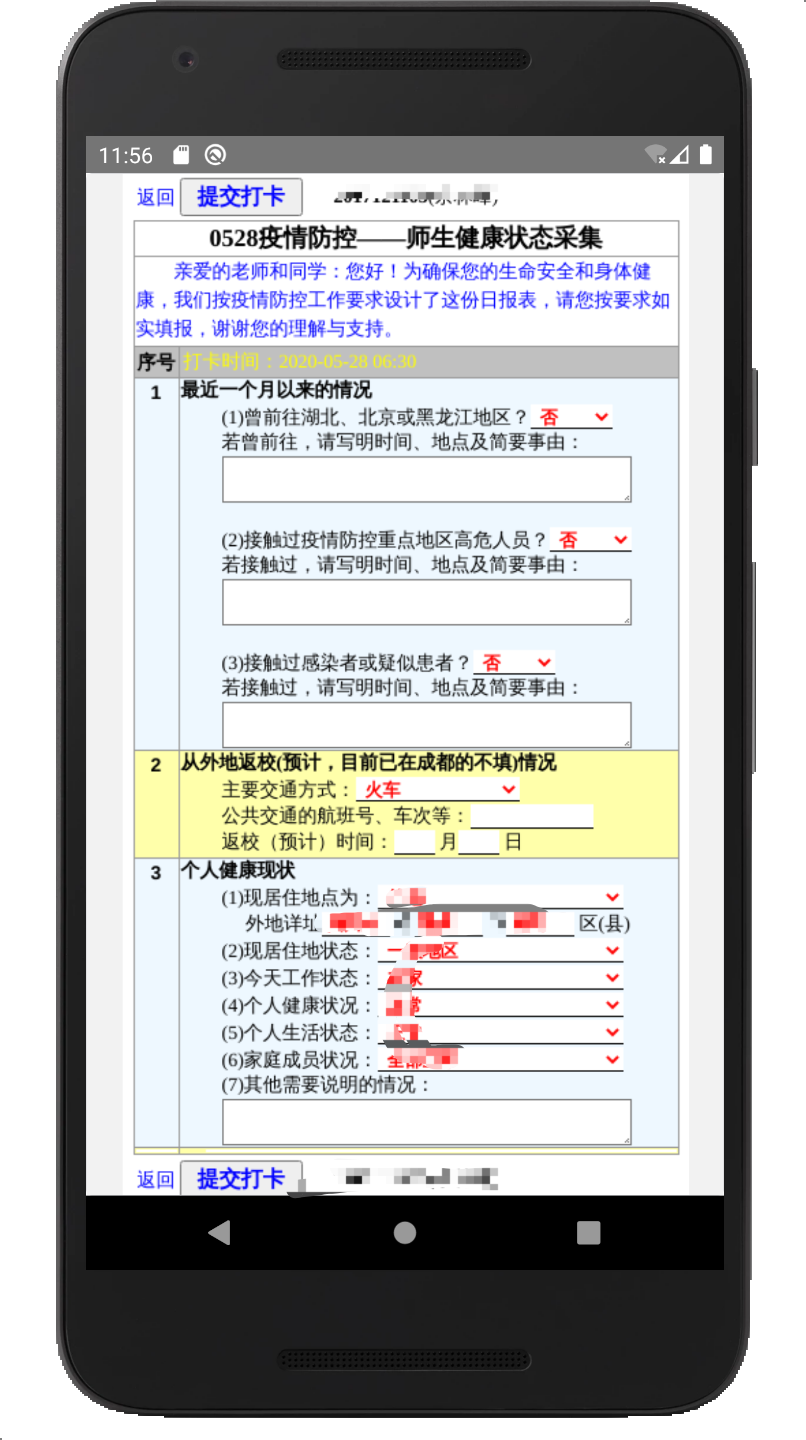 11:56
返回 提交打卡
0528疫情防控——师生健康状态采集
亲爱的老师和同学：您好！为确保您的生命安全和身体健
康，我们按疫情防控工作要求设计了这份日报表，请您按要求如
实填报，谢谢您的理解与支持。
序号 打卡时间：2020-05-28 06:30
1 最近一个月以来的情况
(1)曾前往湖北、北京或黑龙江地区？ 否
若曾前往，请写明时间、地点及简要事由：
(2)接触过疫情防控重点地区高危人员？ 否
若接触过，请写明时间、地点及简要事由：
(3)接触过感染者或疑似患者？ 否
若接触过，请写明时间、地点及简要事由：
2 从外地返校(预计，目前已在成都的不填)情况
主要交通方式： 火车
公共交通的航班号、车次等：
返校（预计）时间： 月 日
3 个人健康现状
(1)现居住地点为：
外地详址 区(县)
(2)现居住地状态：
(3)今天工作状态：
(4)个人健康状况：
(5)个人生活状态：
(6)家庭成员状况：
(7)其他需要说明的情况：
返回 提交打卡